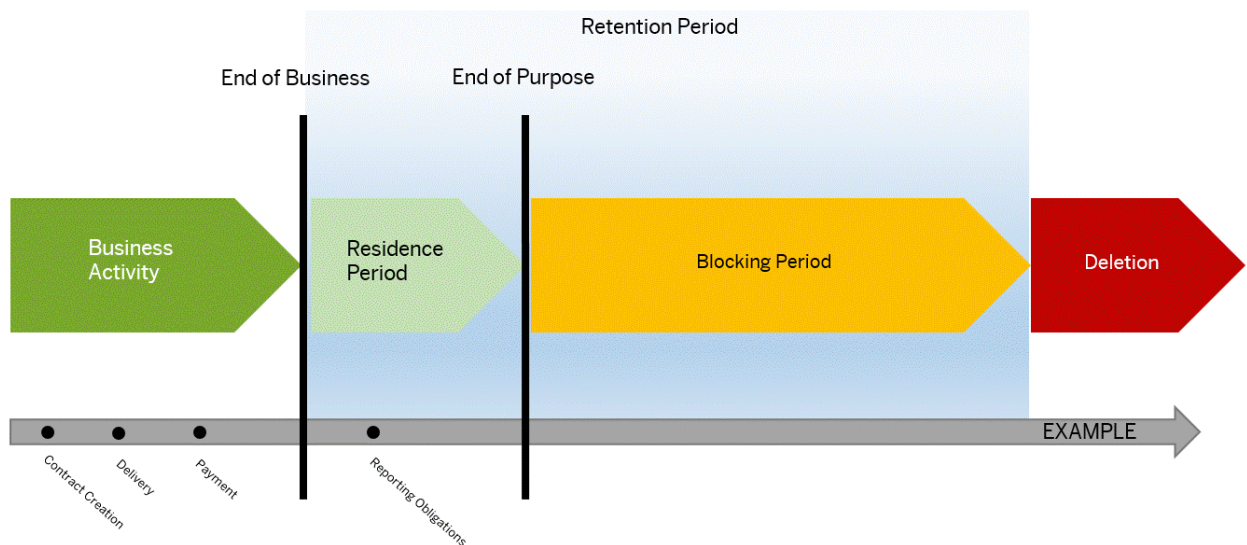 Retention Period
End of Business
End of Purpose
Business
Activity
Residence
Period
Blocking Period
Deletion
EXAMPLE
Contract Creation
Delivery
Payment
Reporting Obligations